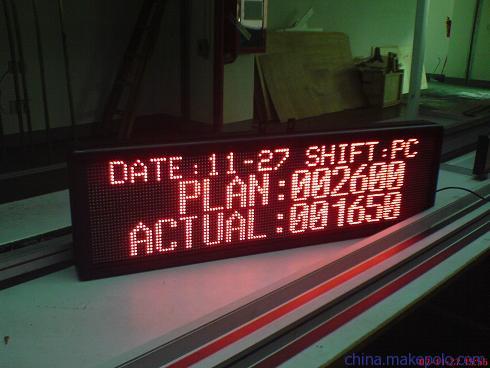 DATE:11-27 SHIFT:PC
PLAN:002600
ACTUAL:001650
china.makepolo.com